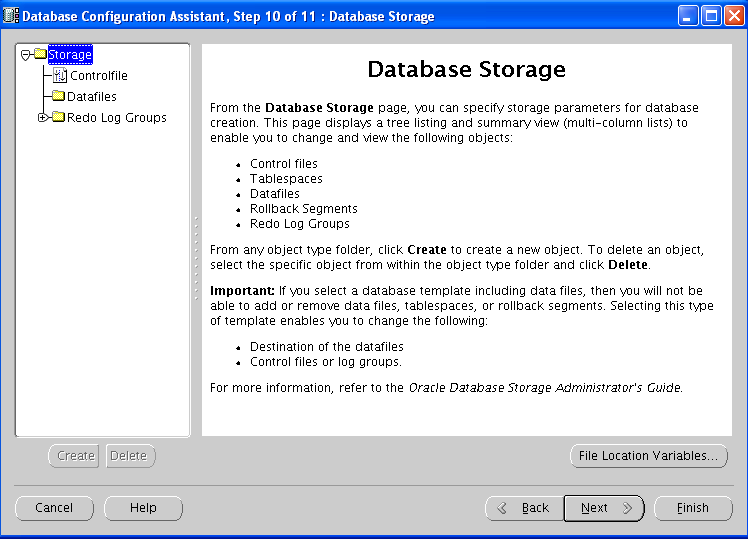 Database Configuration Assistant, Step 10 of 11 : Database Storage
Storage
Controlfile
Datafiles
Redo Log Groups
Database Storage
From the Database Storage page, you can specify storage parameters for database
creation. This page displays a tree listing and summary view (multi-column lists) to
enable you to change and view the following objects:
• Control files
• Tablespaces
• Datafiles
• Rollback Segments
• Redo Log Groups
From any object type folder, click Create to create a new object. To delete an object,
select the specific object from within the object type folder and click Delete.
Important: If you select a database template including data files, then you will not be
able to add or remove data files, tablespaces, or rollback segments. Selecting this type
of template enables you to change the following:
• Destination of the datafiles
• Control files or log groups.
For more information, refer to the Oracle Database Storage Administrator's Guide.
Create
Delete
File Location Variables...
Cancel
Help
Back
Next
Finish